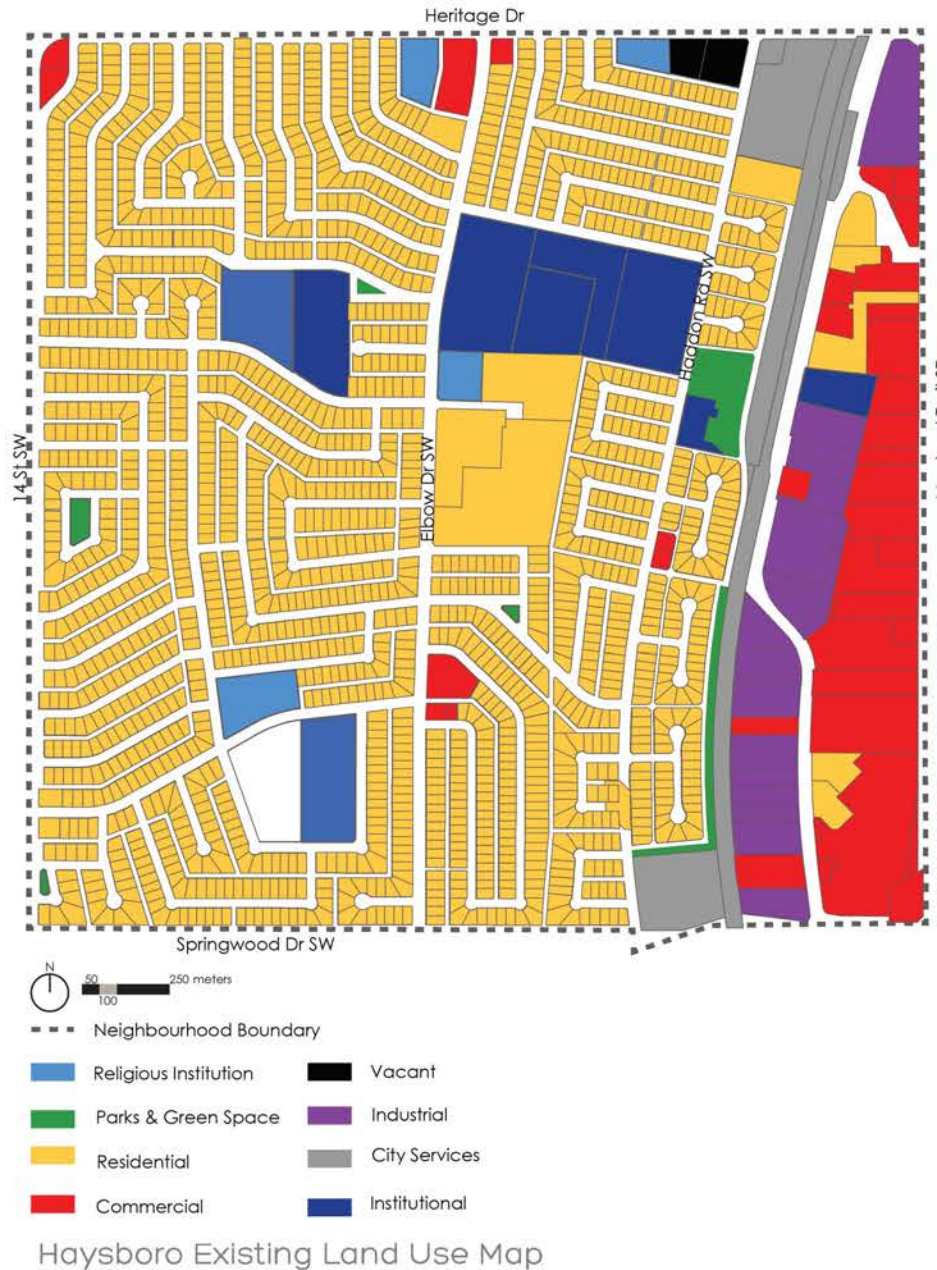 Heritage Dr
Haddon Rd SW
14 St SW
Elbow Dr SW
Springwood Dr SW
N
50
250 meters
100
Neighbourhood Boundary
Religious Institution
Vacant
Parks & Green Space
Industrial
Residential
City Services
Commercial
Institutional
Haysboro Existing Land Use Map